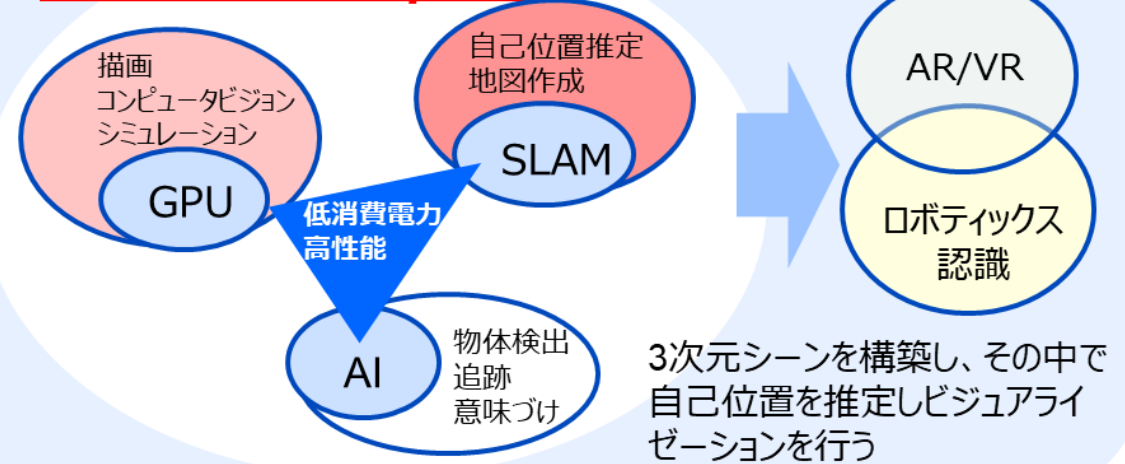 描画
コンピュータビジョン
シミュレーション
GPU
自己位置推定
地図作成
SLAM
低消費電力
高性能
AI
物体検出
追跡
意味づけ
AR/VR
ロボティックス
認識
3次元シーンを構築し、その中で
自己位置を推定しビジュアライ
ゼーションを行う